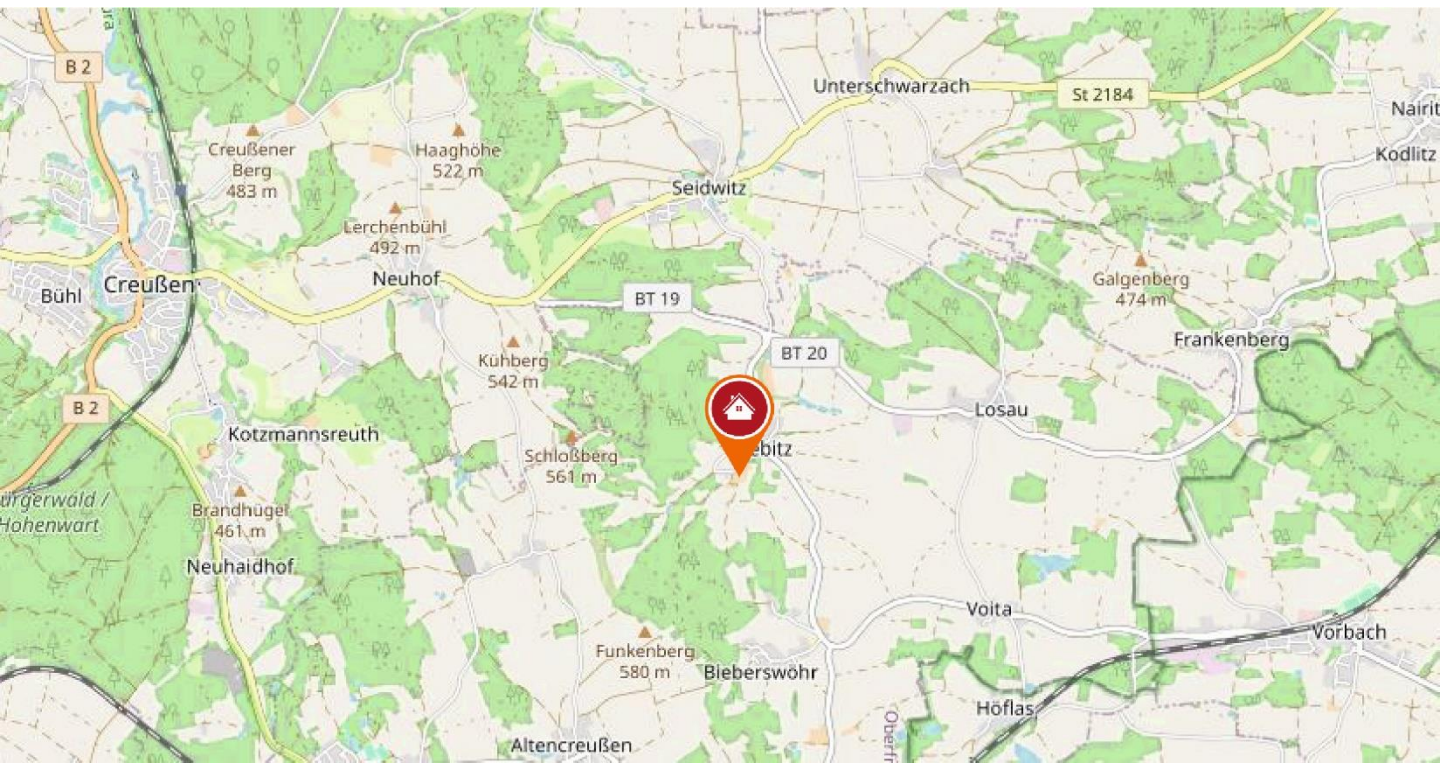 B 2
Unterschwarzach
St 2184
Creußener
Berg
483 m
Haaghöhe
522 m
Seidwitz
Kodlitz
Lerchenbühl
492 m
Creußen
Bühl
Neuhof
BT 19
Galgenberg
474 m
Frankenberg
Kühberg
542 m
BT 20
B 2
Kotzmannsreuth
Losau
Schloßberg
561 m
Hohenwart
Brandhügel
461 m
Neuhaidhof
Voita
Vorbach
Funkenberg
580 m
Bieberswöhr
Höflas
Altencreußen